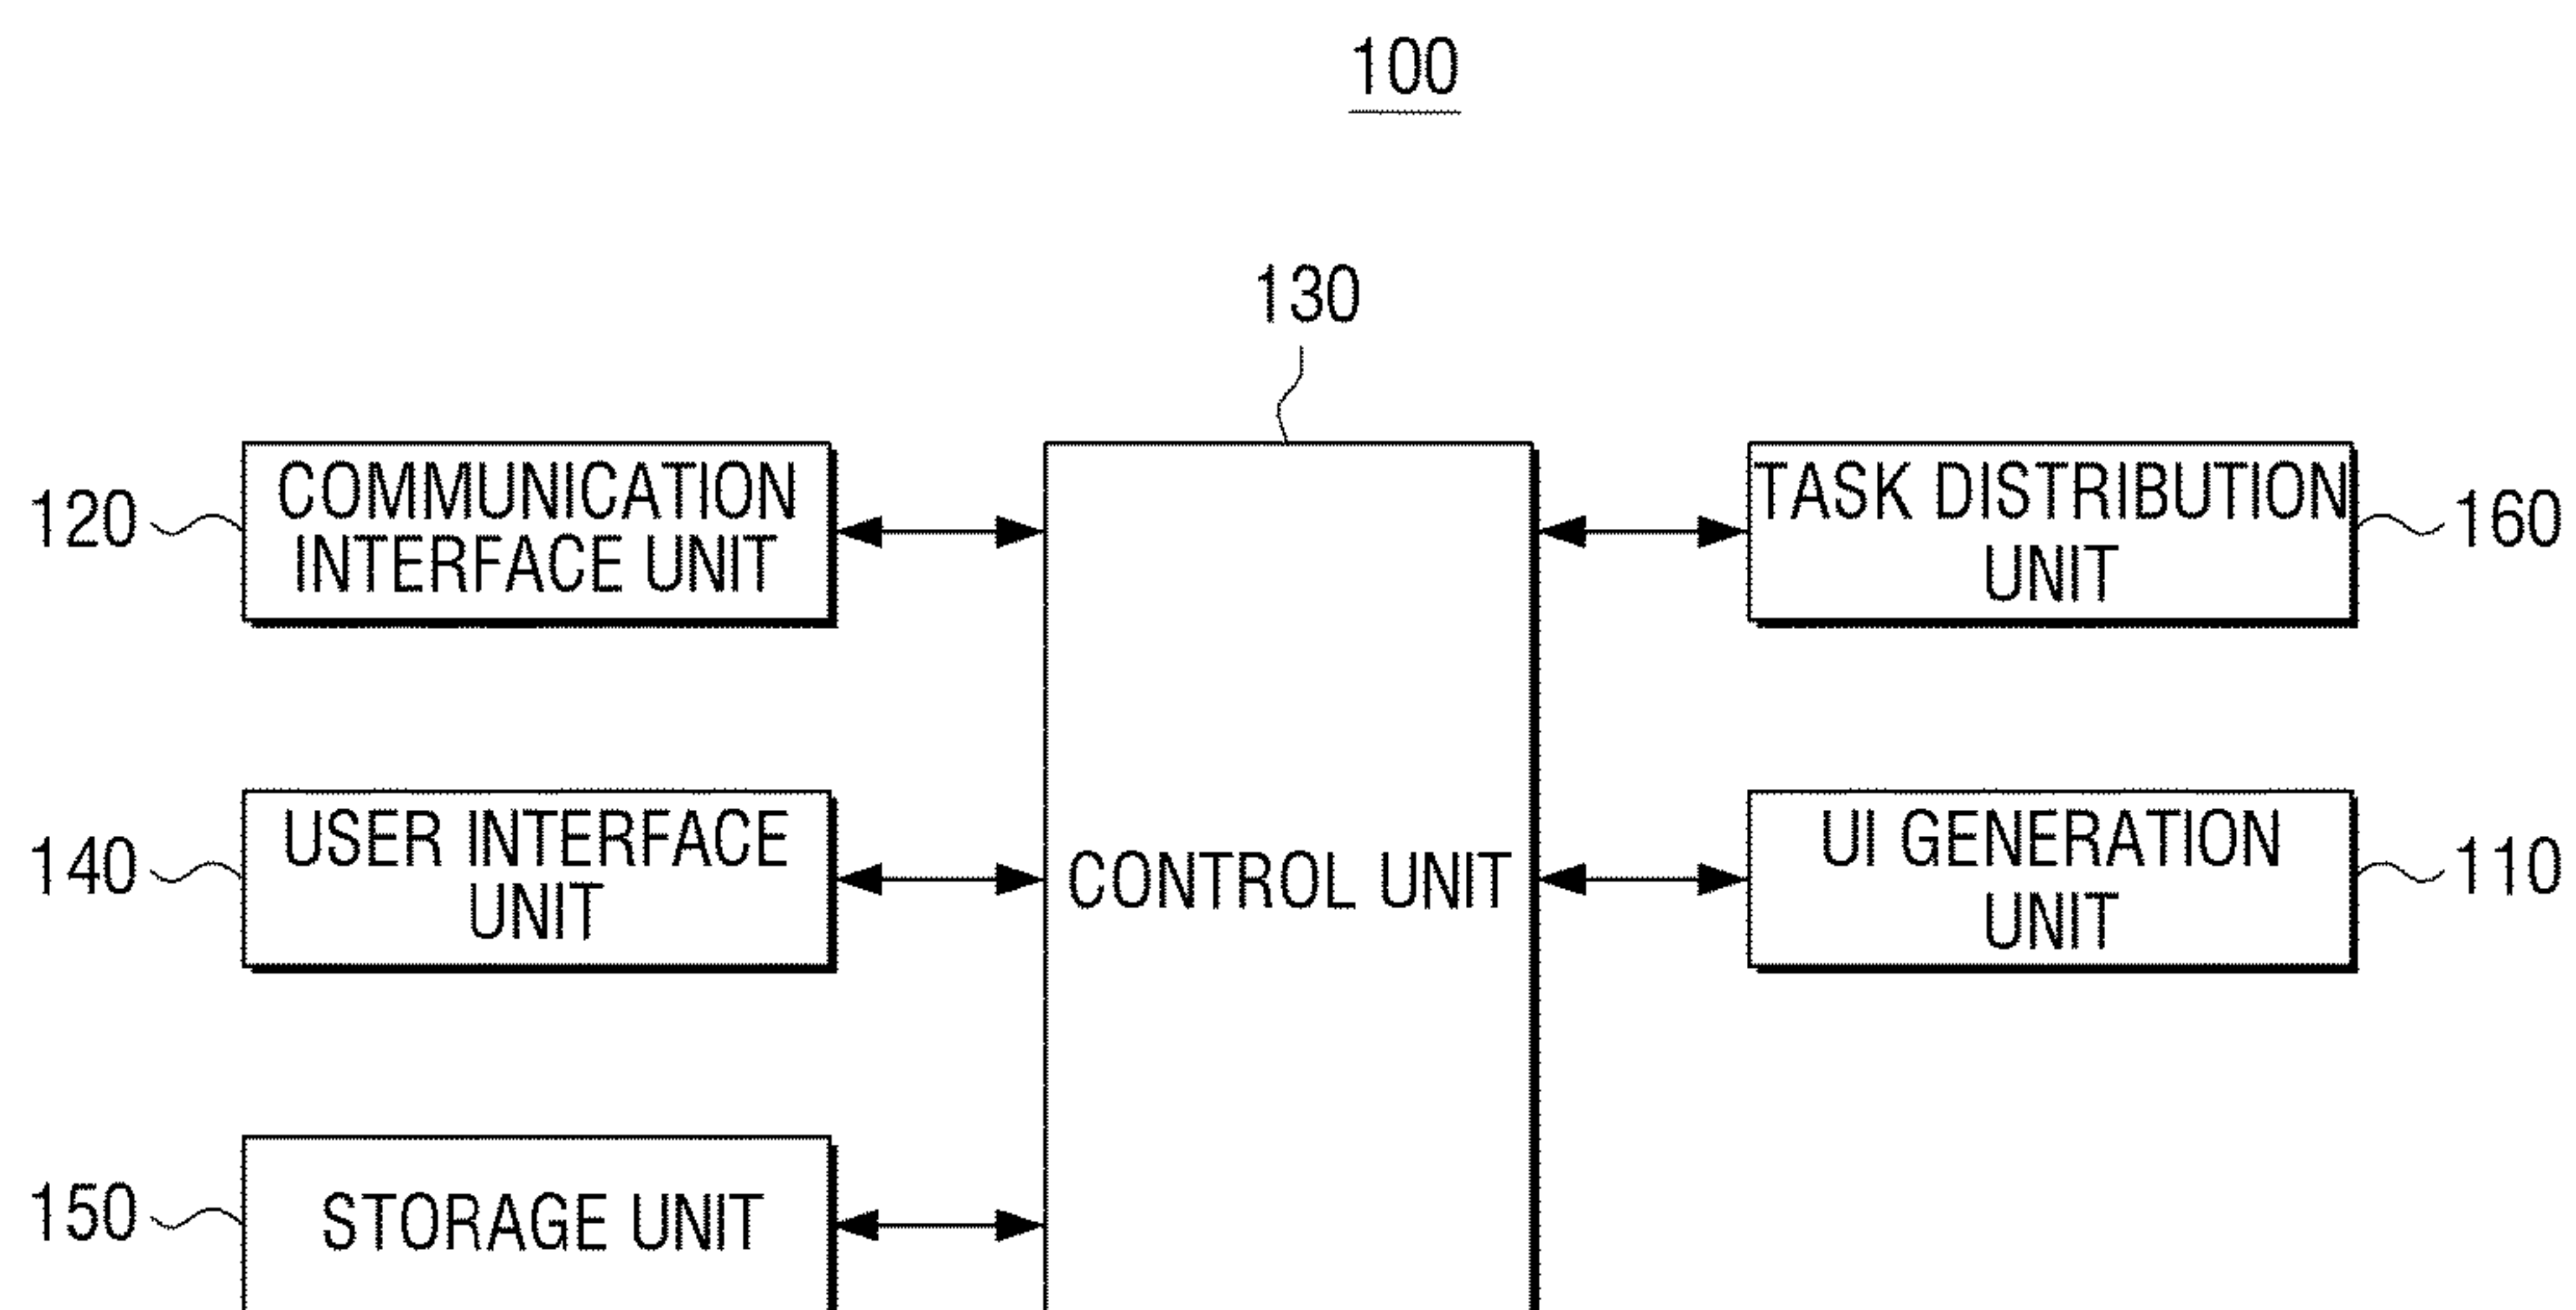 100
130
120
COMMUNICATION
INTERFACE UNIT
TASK DISTRIBUTION
UNIT
160
140
USER INTERFACE
UNIT
CONTROL UNIT
UI GENERATION
UNIT
110
150
STORAGE UNIT